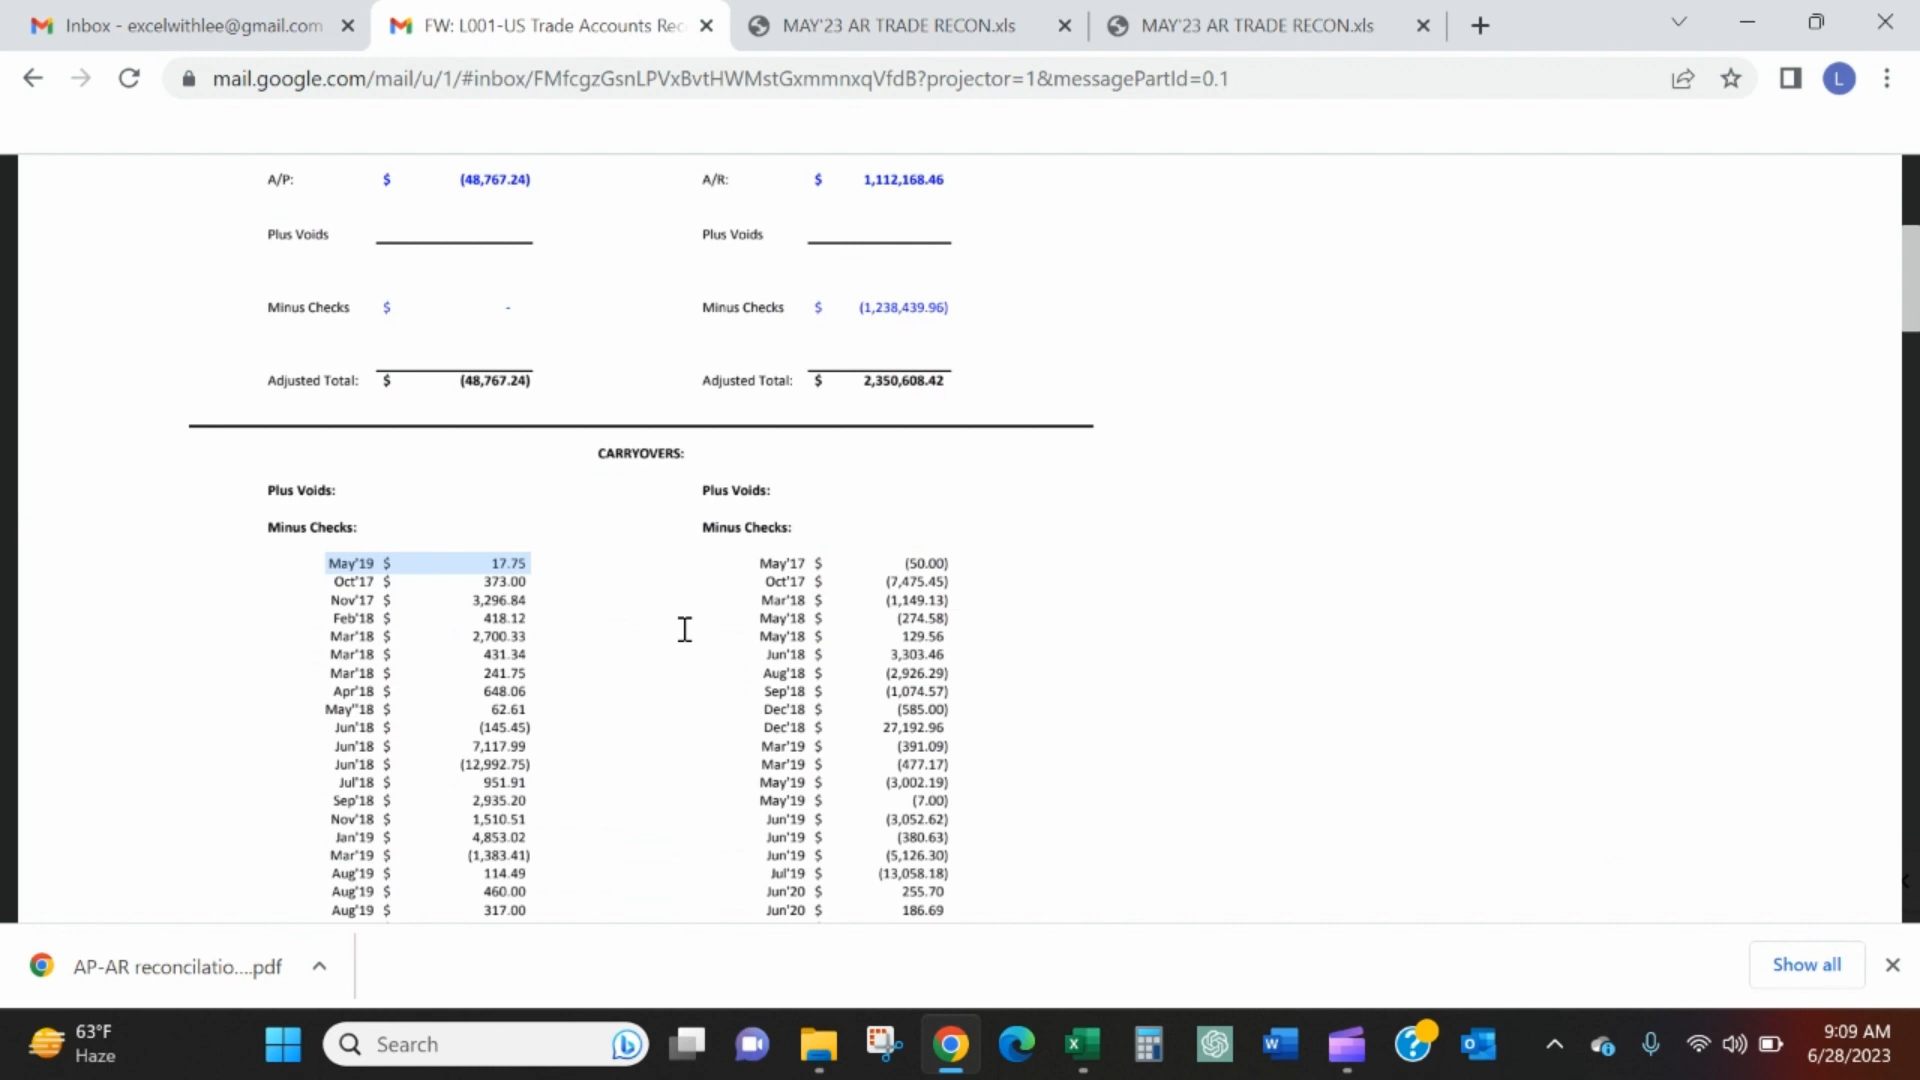 Inbox - excelwithlee@gmail.com
FW: L001-US Trade Accounts Rec
MAY'23 AR TRADE RECON.xls
MAY'23 AR TRADE RECON.xls
mail.google.com/mail/u/1/#inbox/FMfcgzGsnLPVxBvtHWMstGxmmnxqVfdB?projector=1&messagePartId=0.1
L
A/P: $ (48,767.24) A/R: $ 1,112,168.46
Plus Voids Plus Voids
Minus Checks $ - Minus Checks $ (1,238,439.96)
Adjusted Total: $ (48,767.24) Adjusted Total: $ 2,350,608.42
CARRYOVERS:
Plus Voids: Plus Voids:
Minus Checks: Minus Checks:
May'19 $ 17.75 May'17 $ (50.00)
Oct'17 $ 373.00 Oct'17 $ (7,475.45)
Nov'17 $ 3,296.84 Mar'18 $ (1,149.13)
Feb'18 $ 418.12 May'18 $ (274.58)
Mar'18 $ 2,700.33 May'18 $ 129.56
Mar'18 $ 431.34 Jun'18 $ 3,303.46
Mar'18 $ 241.75 Aug'18 $ (2,926.29)
Apr'18 $ 648.06 Sep'18 $ (1,074.57)
May"18 $ 62.61 Dec'18 $ (585.00)
Jun'18 $ (145.45) Dec'18 $ 27,192.96
Jun'18 $ 7,117.99 Mar'19 $ (391.09)
Jun'18 $ (12,992.75) Mar'19 $ (477.17)
Jul'18 $ 951.91 May'19 $ (3,002.19)
Sep'18 $ 2,935.20 May'19 $ (7.00)
Nov'18 $ 1,510.51 Jun'19 $ (3,052.62)
Jan'19 $ 4,853.02 Jun'19 $ (380.63)
Mar'19 $ (1,383.41) Jun'19 $ (5,126.30)
Aug'19 $ 114.49 Jul'19 $ (13,058.18)
Aug'19 $ 460.00 Jun'20 $ 255.70
Aug'19 $ 317.00 Jun'20 $ 186.69
AP-AR reconcilatio....pdf
Show all
63°F
Haze
Search
9:09 AM
6/28/2023